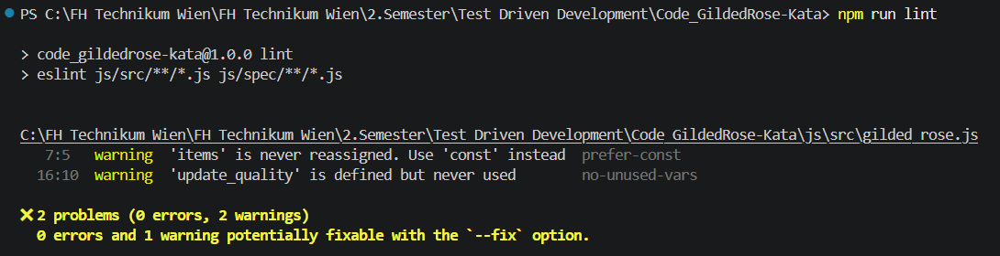 PS C:\FH Technikum Wien\FH Technikum Wien\2.Semester\Test Driven Development\Code_GildedRose-Kata> npm run lint
> code_gildedrose-kata@1.0.0 lint
> eslint js/src/**/*.js js/spec/**/*.js
C:\FH Technikum Wien\FH Technikum Wien\2.Semester\Test Driven Development\Code_GildedRose-Kata\js\src\gilded_rose.js
7:5 warning 'items' is never reassigned. Use 'const' instead prefer-const
16:10 warning 'update_quality' is defined but never used no-unused-vars
✖ 2 problems (0 errors, 2 warnings)
0 errors and 1 warning potentially fixable with the `--fix` option.